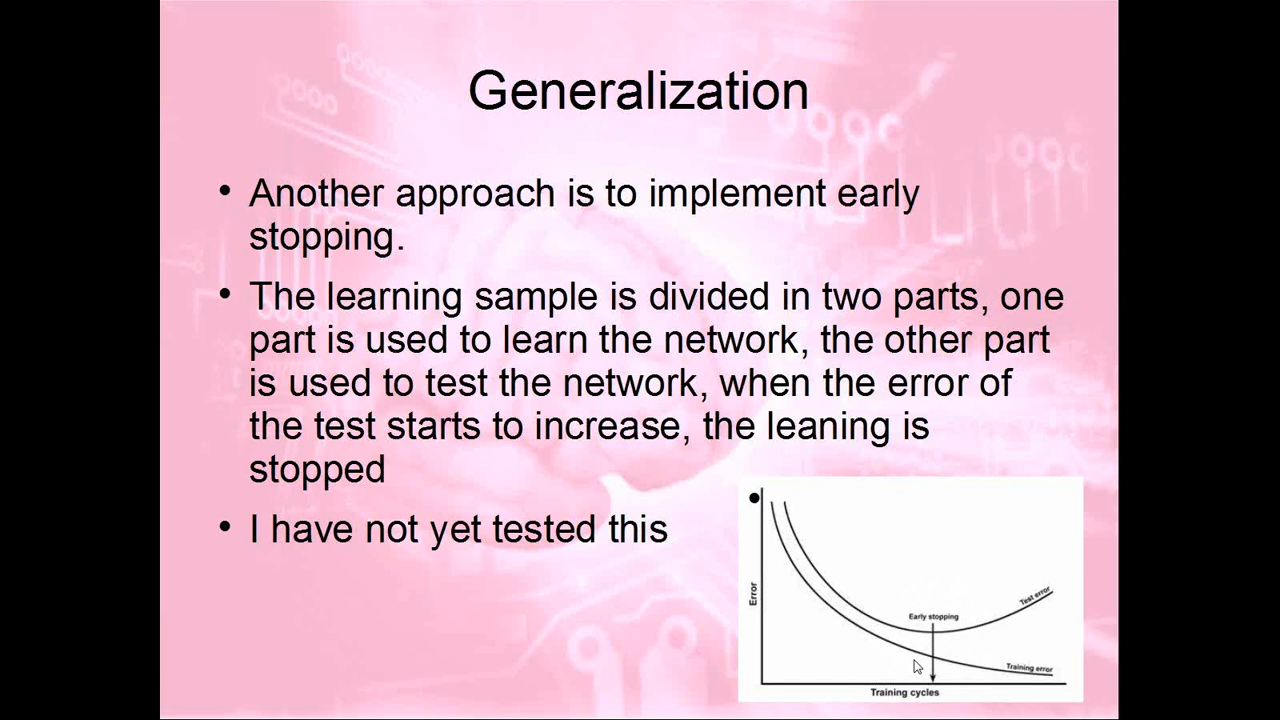 Generalization
• Another approach is to implement early
stopping.
• The learning sample is divided in two parts, one
part is used to learn the network, the other part
is used to test the network, when the error of
the test starts to increase, the leaning is
stopped
• I have not yet tested this
Error
Early stopping
Test error
Training error
Training cycles